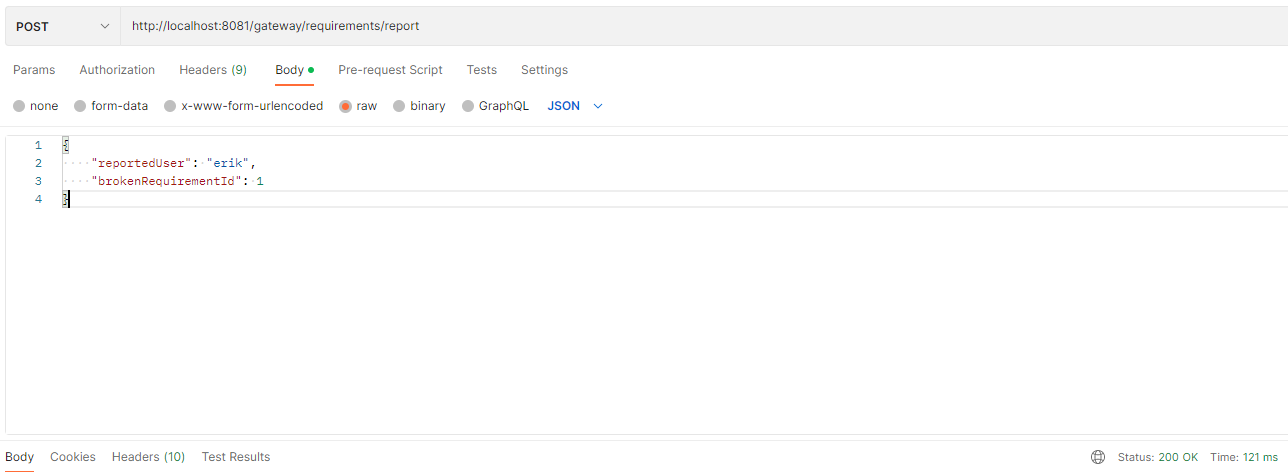 POST http://localhost:8081/gateway/requirements/report
Params Authorization Headers (9) Body Pre-request Script Tests Settings
none form-data x-www-form-urlencoded raw binary GraphQL JSON
1 {
2 "reportedUser": "erik",
3 "brokenRequirementId": 1
4 }
Body Cookies Headers (10) Test Results Status: 200 OK Time: 121 ms